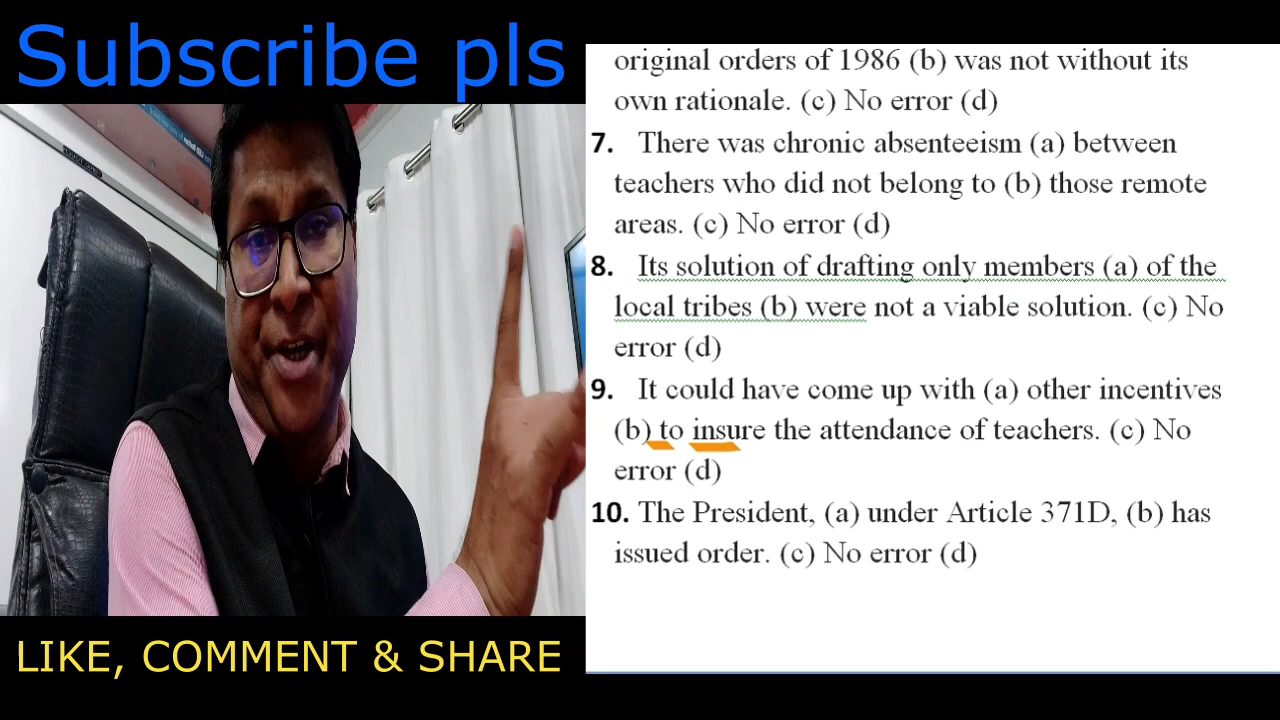 Subscribe pls
original orders of 1986 (b) was not without its
own rationale. (c) No error (d)
7. There was chronic absenteeism (a) between
teachers who did not belong to (b) those remote
areas. (c) No error (d)
8. Its solution of drafting only members (a) of the
local tribes (b) were not a viable solution. (c) No
error (d)
9. It could have come up with (a) other incentives
(b) to insure the attendance of teachers. (c) No
error (d)
10. The President, (a) under Article 371D, (b) has
issued order. (c) No error (d)
LIKE, COMMENT & SHARE